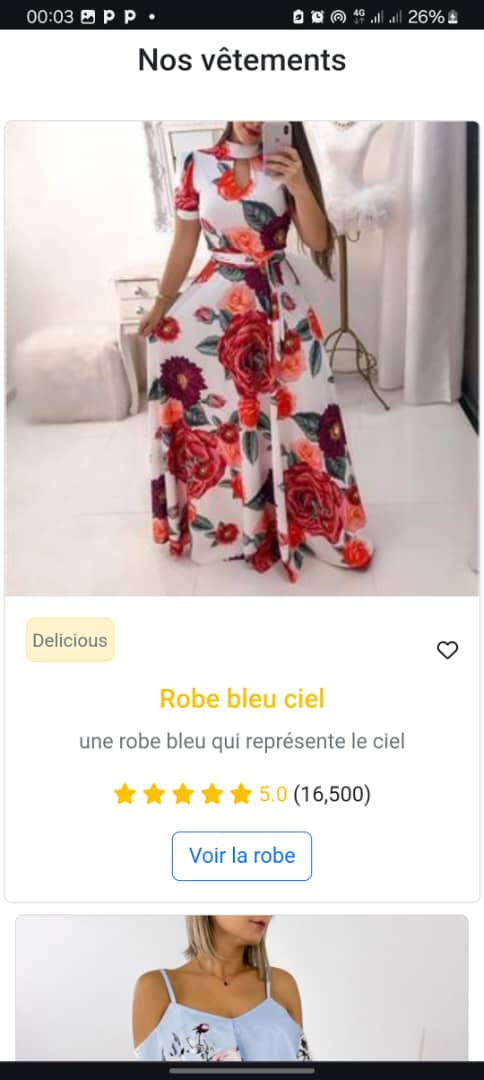 00:03 4G 26%
Nos vêtements
Delicious
Robe bleu ciel
une robe bleu qui représente le ciel
5.0 (16,500)
Voir la robe